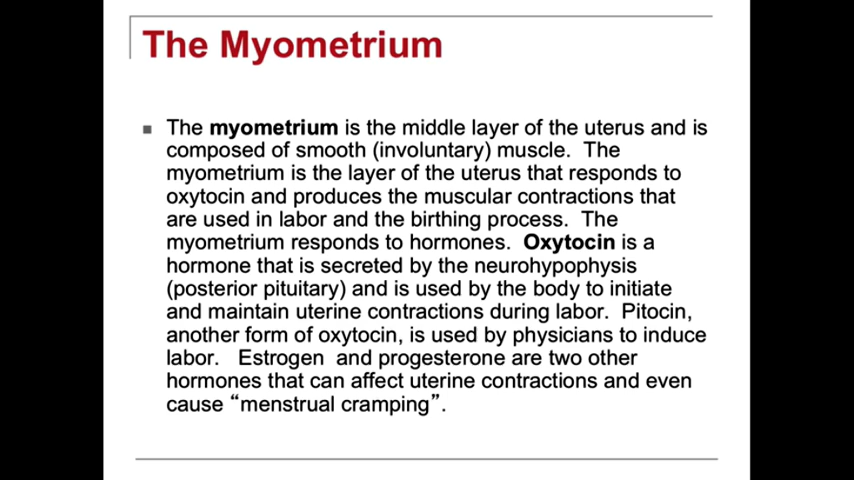 The Myometrium
The myometrium is the middle layer of the uterus and is
composed of smooth (involuntary) muscle.  The
myometrium is the layer of the uterus that responds to
oxytocin and produces the muscular contractions that
are used in labor and the birthing process.  The
myometrium responds to hormones.  Oxytocin is a
hormone that is secreted by the neurohypophysis
(posterior pituitary) and is used by the body to initiate
and maintain uterine contractions during labor.  Pitocin,
another form of oxytocin, is used by physicians to induce
labor.   Estrogen  and progesterone are two other
hormones that can affect uterine contractions and even
cause “menstrual cramping”.